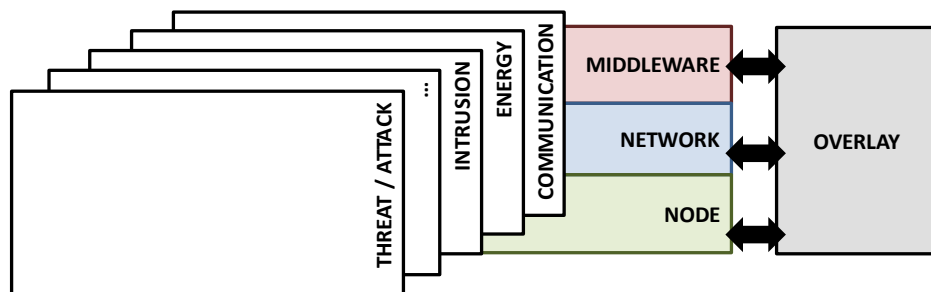 THREAT / ATTACK
...
INTRUSION
ENERGY
COMMUNICATION
MIDDLEWARE
NETWORK
NODE
OVERLAY